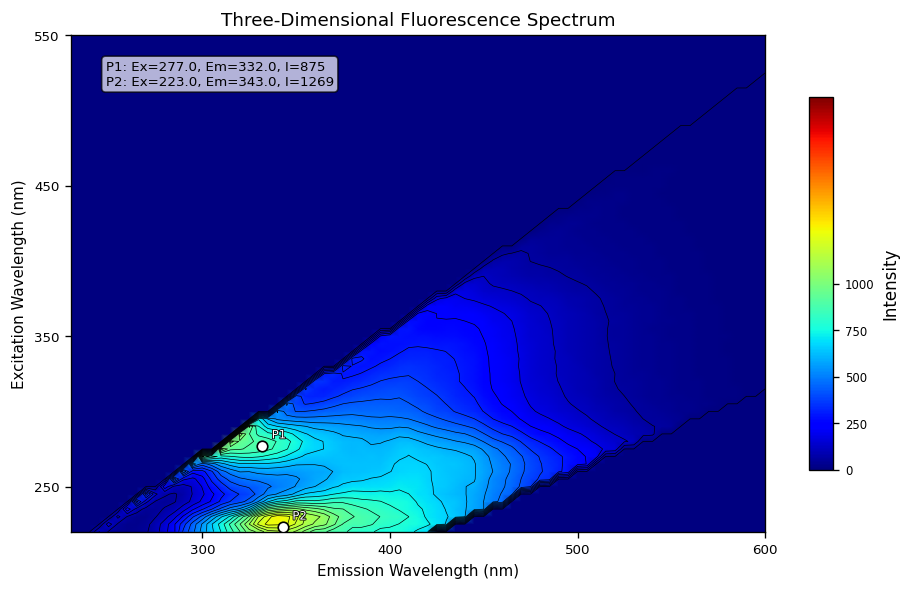 Three-Dimensional Fluorescence Spectrum
P1: Ex=277.0, Em=332.0, I=875
P2: Ex=223.0, Em=343.0, I=1269
550
450
350
250
Excitation Wavelength (nm)
P1
P2
300
400
500
600
Emission Wavelength (nm)
1000
750
500
250
0
Intensity